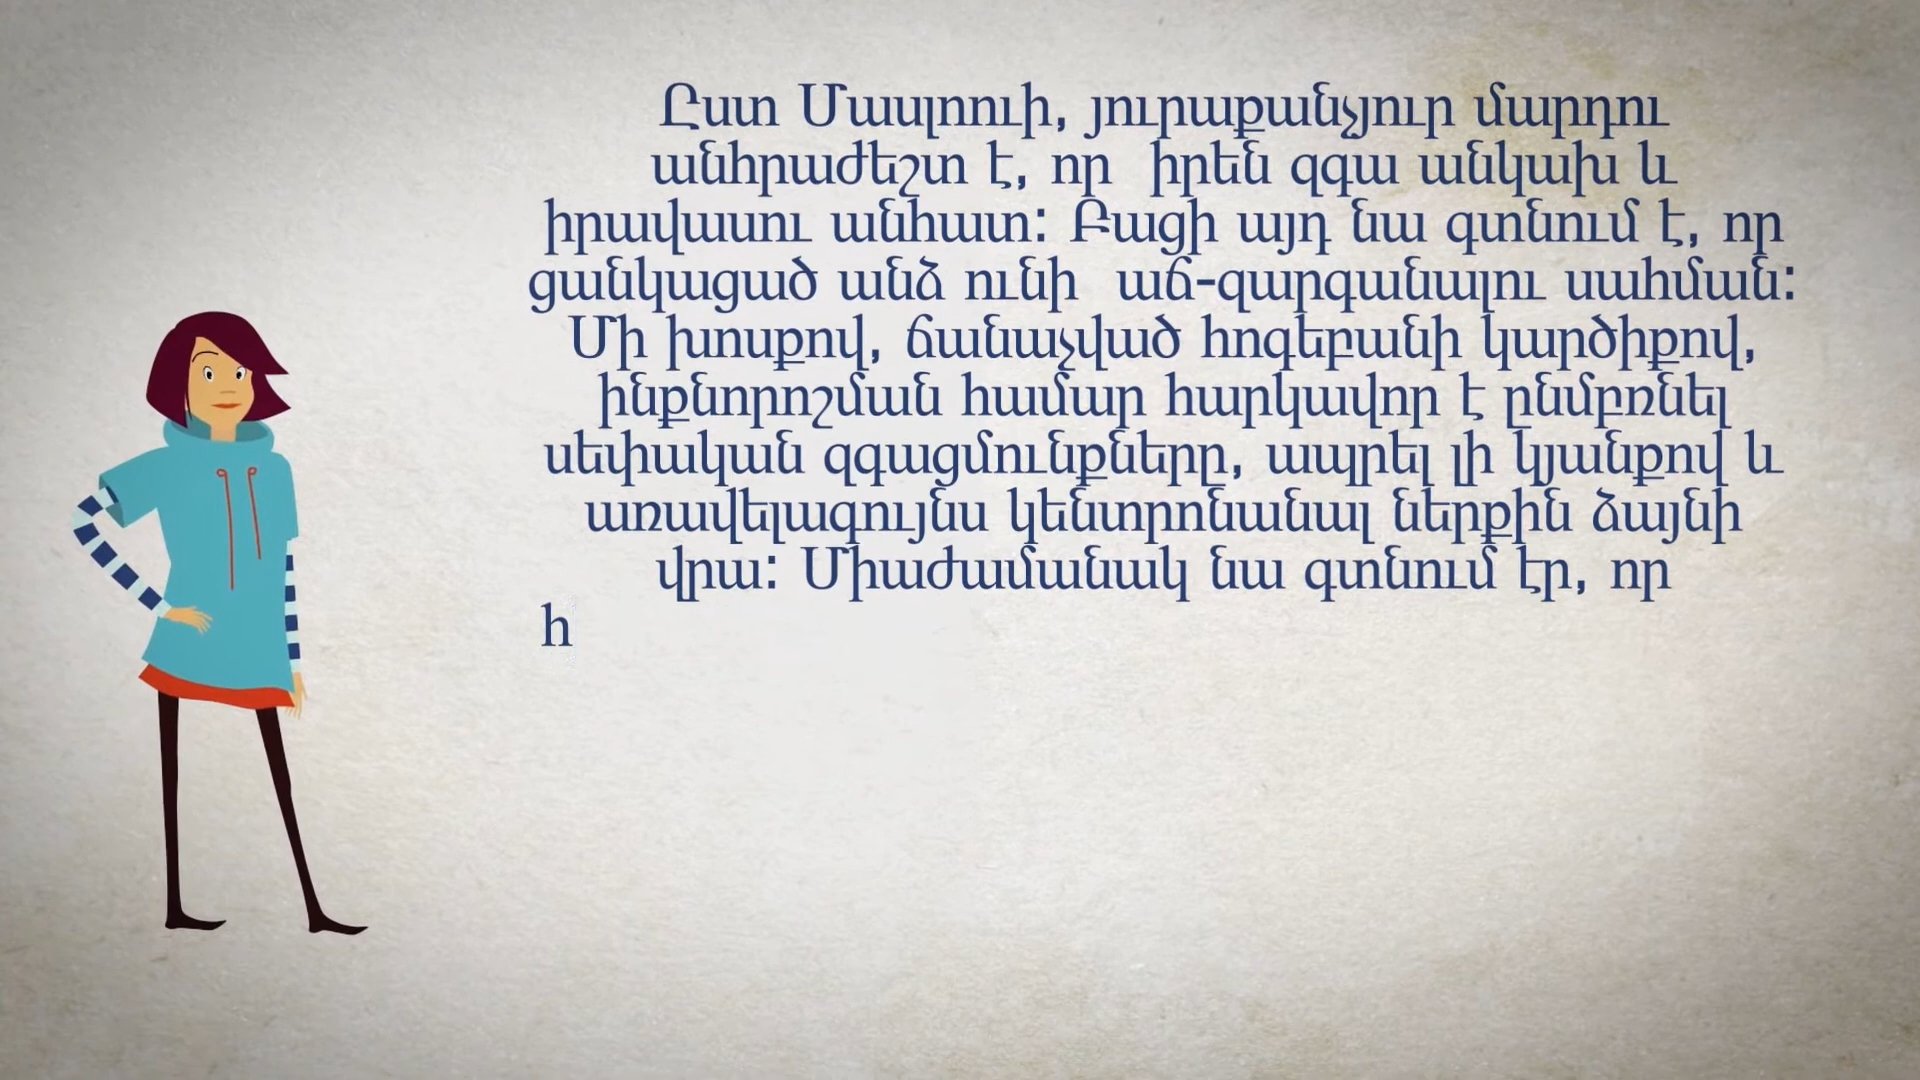 Ըստ Մասլոուի, յուրաքանչյուր մարդու
անհրաժեշտ է, որ իրեն զգա անկախ և
իրավասու անհատ: Բացի այդ նա գտնում է, որ
ցանկացած անձ ունի աճ-զարգանալու սահման:
Մի խոսքով, ճանաչված հոգեբանի կարծիքով,
ինքնորոշման համար հարկավոր է ընմբռնել
սեփական զգացմունքները, ապրել լի կյանքով և
առավելագույնս կենտրոնանալ ներքին ձայնի
վրա: Միաժամանակ նա գտնում էր, որ
հ